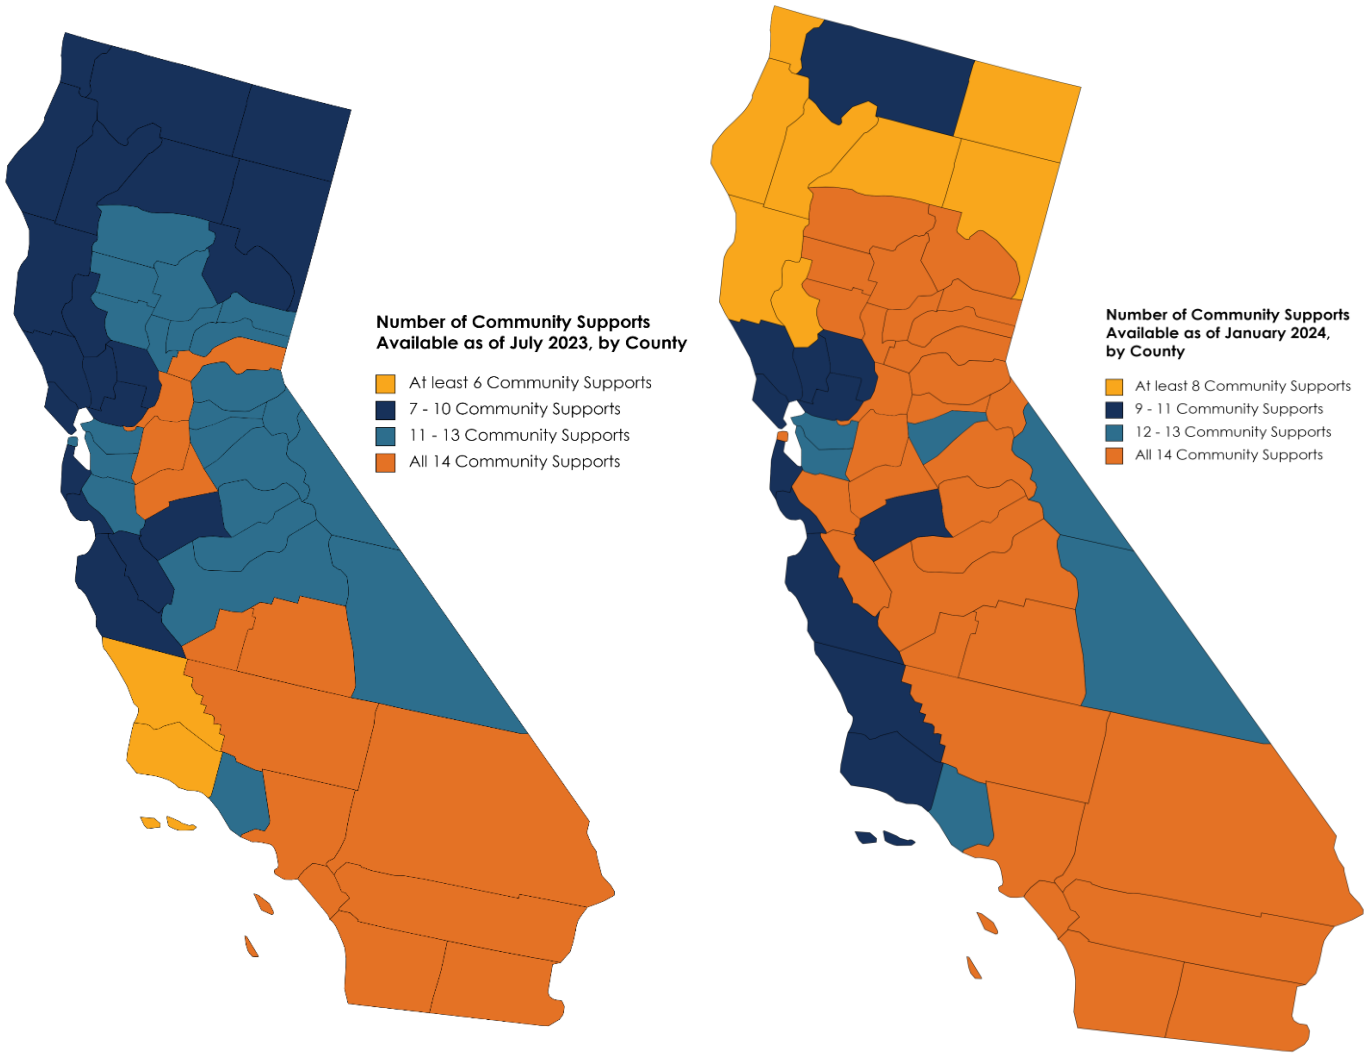 Number of Community Supports
Available as of July 2023, by County
At least 6 Community Supports
7 - 10 Community Supports
11 - 13 Community Supports
All 14 Community Supports
Number of Community Supports
Available as of January 2024,
by County
At least 8 Community Supports
9 - 11 Community Supports
12 - 13 Community Supports
All 14 Community Supports